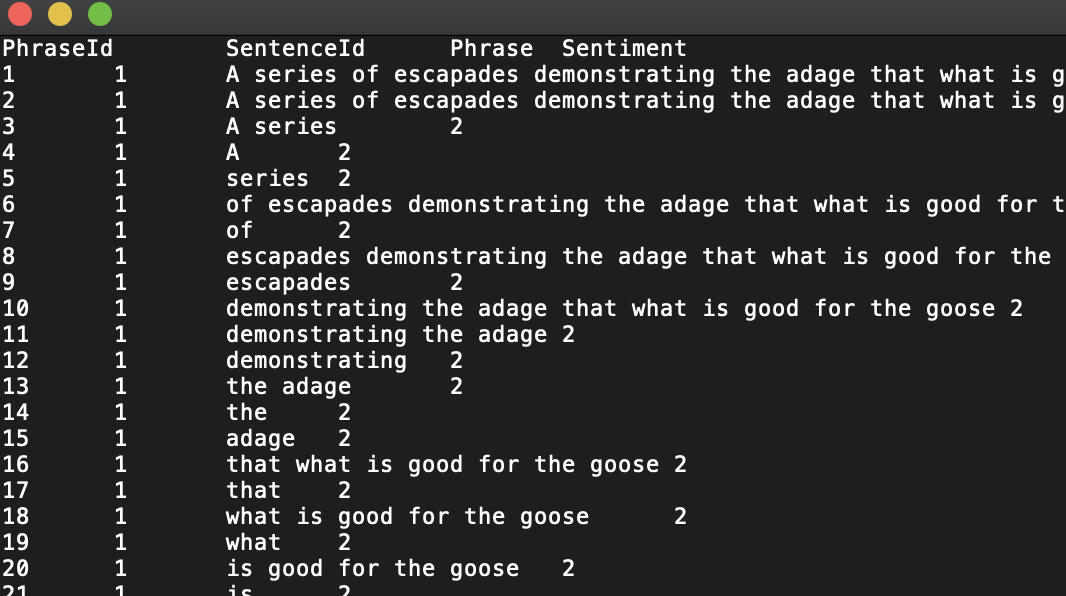 PhraseId SentenceId Phrase Sentiment
1 1 A series of escapades demonstrating the adage that what is g
2 1 A series of escapades demonstrating the adage that what is g
3 1 A series 2
4 1 A 2
5 1 series 2
6 1 of escapades demonstrating the adage that what is good for t
7 1 of 2
8 1 escapades demonstrating the adage that what is good for the
9 1 escapades 2
10 1 demonstrating the adage that what is good for the goose 2
11 1 demonstrating the adage 2
12 1 demonstrating 2
13 1 the adage 2
14 1 the 2
15 1 adage 2
16 1 that what is good for the goose 2
17 1 that 2
18 1 what is good for the goose 2
19 1 what 2
20 1 is good for the goose 2
21 1 is 2